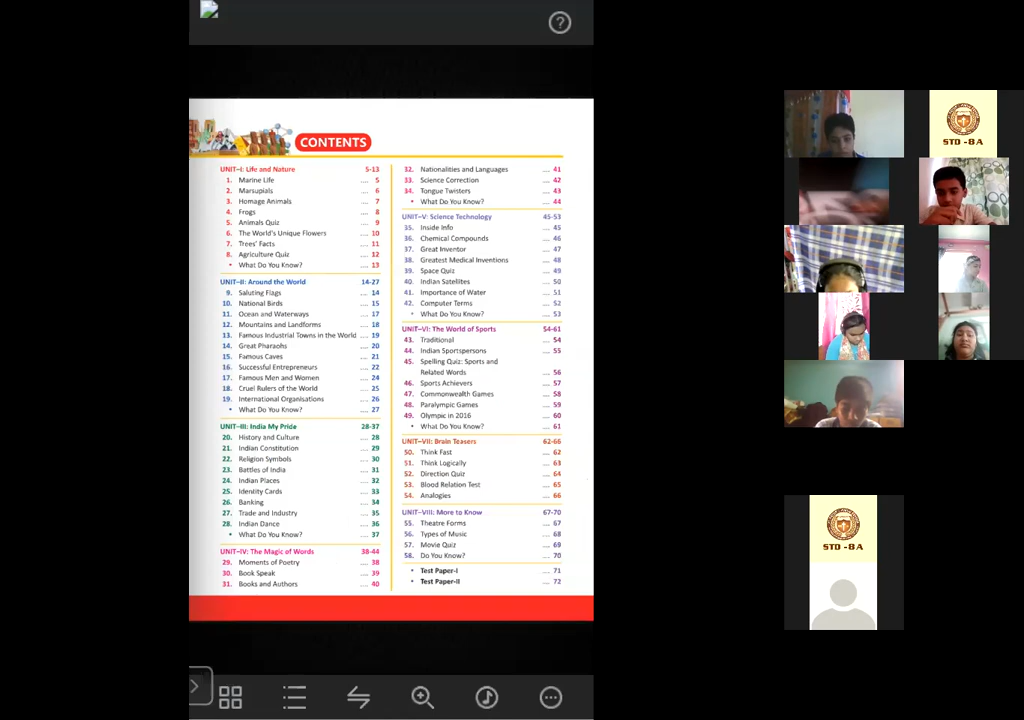 CONTENTS
UNIT–I: Life and Nature 5-13
1. Marine Life .... 5
2. Marsupials .... 6
3. Homage Animals .... 7
4. Frogs .... 8
5. Animals Quiz .... 9
6. The World's Unique Flowers .... 10
7. Trees' Facts .... 11
8. Agriculture Quiz .... 12
• What Do You Know? .... 13
UNIT–II: Around the World 14-27
9. Saluting Flags .... 14
10. National Birds .... 15
11. Ocean and Waterways .... 17
12. Mountains and Landforms .... 18
13. Famous Industrial Towns in the World .... 19
14. Great Pharaohs .... 20
15. Famous Caves .... 21
16. Successful Entrepreneurs .... 22
17. Famous Men and Women .... 24
18. Cruel Rulers of the World .... 25
19. International Organisations .... 26
• What Do You Know? .... 27
UNIT–III: India My Pride 28-37
20. History and Culture .... 28
21. Indian Constitution .... 29
22. Religion Symbols .... 30
23. Battles of India .... 31
24. Indian Places .... 32
25. Identity Cards .... 33
26. Banking .... 34
27. Trade and Industry .... 35
28. Indian Dance .... 36
• What Do You Know? .... 37
UNIT–IV: The Magic of Words 38-44
29. Moments of Poetry .... 38
30. Book Speak .... 39
31. Books and Authors .... 40
32. Nationalities and Languages .... 41
33. Science Correction .... 42
34. Tongue Twisters .... 43
• What Do You Know? .... 44
UNIT–V: Science Technology 45-53
35. Inside Info .... 45
36. Chemical Compounds .... 46
37. Great Inventor .... 47
38. Greatest Medical Inventions .... 48
39. Space Quiz .... 49
40. Indian Satellites .... 50
41. Importance of Water .... 51
42. Computer Terms .... 52
• What Do You Know? .... 53
UNIT–VI: The World of Sports 54-61
43. Traditional .... 54
44. Indian Sportspersons .... 55
45. Spelling Quiz: Sports and
Related Words .... 56
46. Sports Achievers .... 57
47. Commonwealth Games .... 58
48. Paralympic Games .... 59
49. Olympic in 2016 .... 60
• What Do You Know? .... 61
UNIT–VII: Brain Teasers 62-66
50. Think Fast .... 62
51. Think Logically .... 63
52. Direction Quiz .... 64
53. Blood Relation Test .... 65
54. Analogies .... 66
UNIT–VIII: More to Know 67-70
55. Theatre Forms .... 67
56. Types of Music .... 68
57. Movie Quiz .... 69
58. Do You Know? .... 70
• Test Paper-I .... 71
• Test Paper-II .... 72
STD -8A
STD -8A